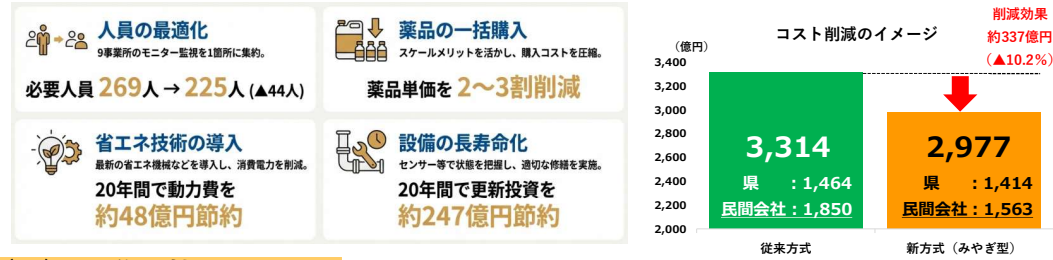 人員の最適化
9事業所のモニター監視を1箇所に集約。
必要人員 269人 → 225人 (▲44人)
薬品の一括購入
スケールメリットを活かし、購入コストを圧縮。
薬品単価を 2～3割削減
省エネ技術の導入
最新の省エネ機械などを導入し、消費電力を削減。
20年間で動力費を
約48億円節約
設備の長寿命化
センサー等で状態を把握し、適切な修繕を実施。
20年間で更新投資を
約247億円節約
コスト削減のイメージ
削減効果
約337億円
(▲10.2%)
(億円)
3,400
3,200
3,000
2,800
2,600
2,400
2,200
2,000
3,314
県　：1,464
民間会社：1,850
2,977
県　：1,414
民間会社：1,563
従来方式
新方式（みやぎ型）